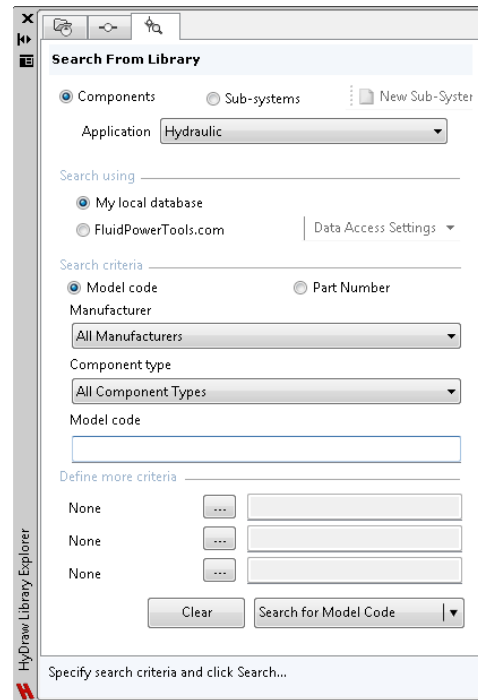 Search From Library
Components Sub-systems New Sub-System
Application Hydraulic
Search using
My local database
FluidPowerTools.com Data Access Settings
Search criteria
Model code Part Number
Manufacturer
All Manufacturers
Component type
All Component Types
Model code
Define more criteria
None ...
None ...
None ...
Clear Search for Model Code
Specify search criteria and click Search...
HyDraw Library Explorer